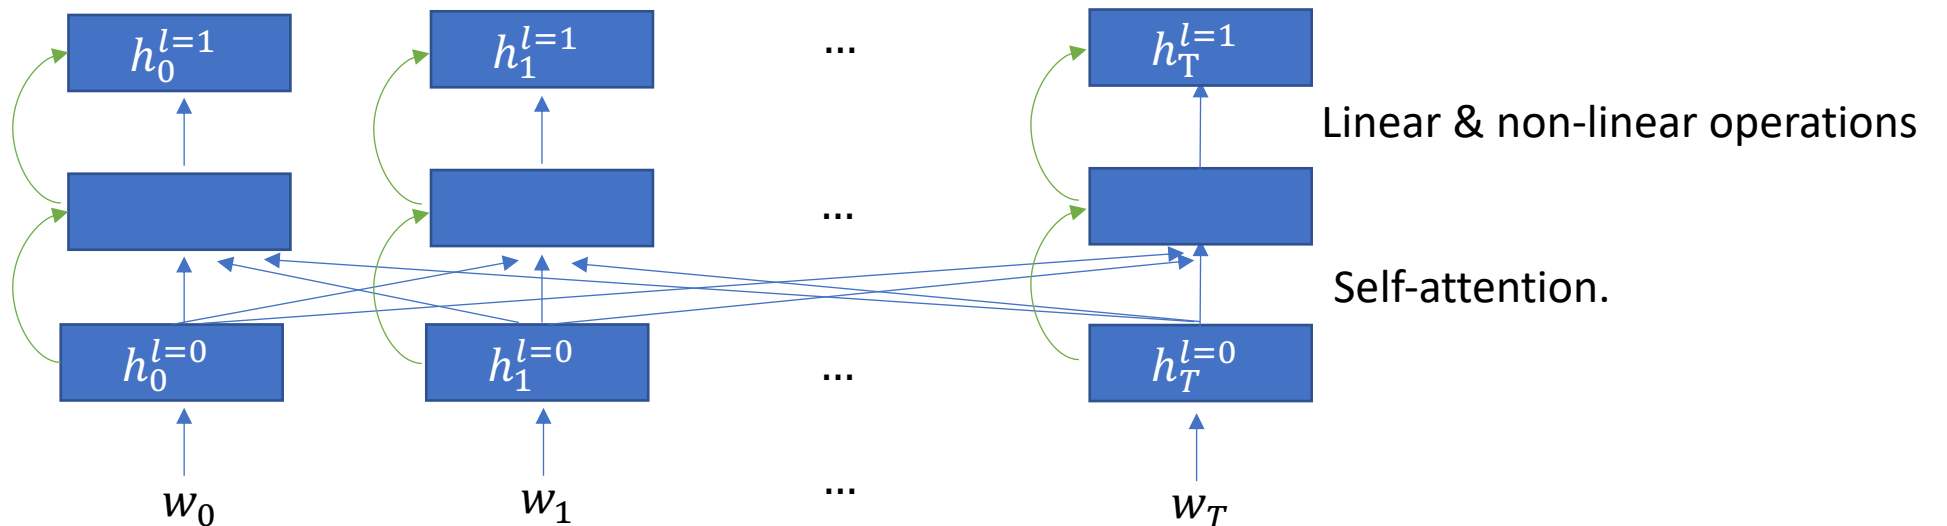 h_0^{l=1} h_1^{l=1} ... h_T^{l=1}
Linear & non-linear operations
...
Self-attention.
h_0^{l=0} h_1^{l=0} ... h_T^{l=0}
w_0 w_1 ... w_T